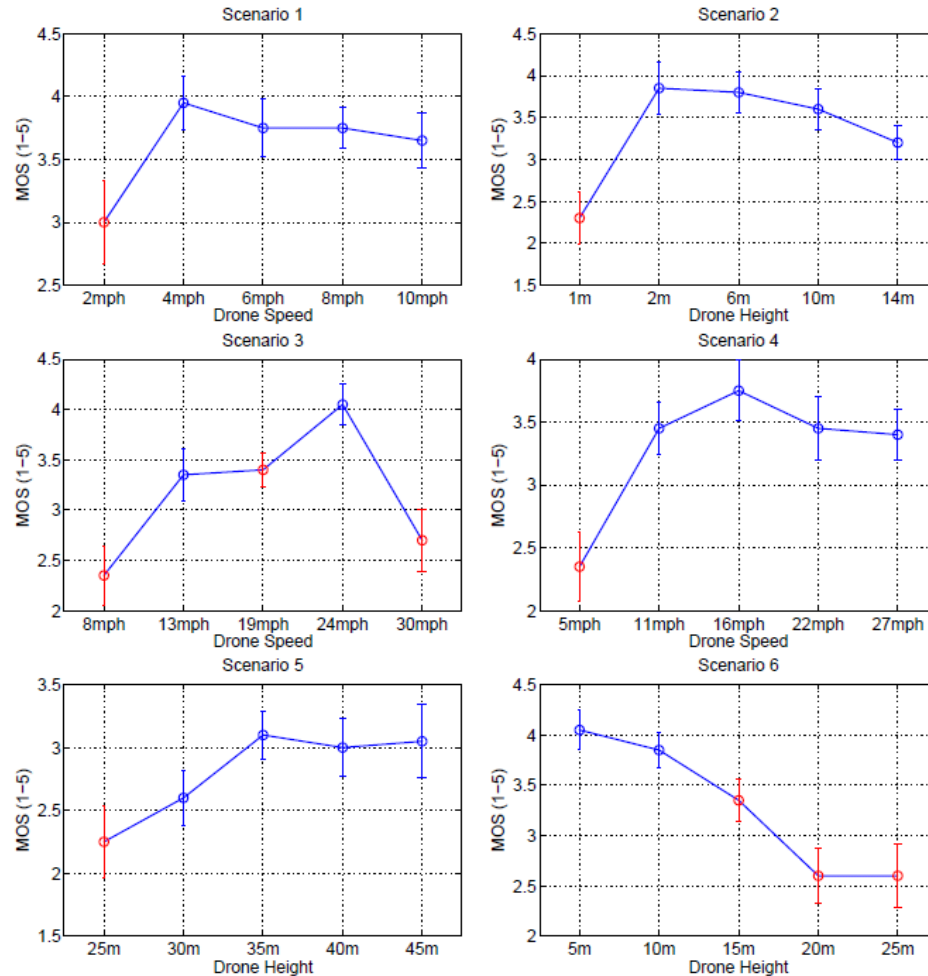 Scenario 1
4.5
4
3.5
3
2.5
MOS (1−5)
2mph 4mph 6mph 8mph 10mph
Drone Speed
Scenario 2
4.5
4
3.5
3
2.5
2
1.5
MOS (1−5)
1m 2m 6m 10m 14m
Drone Height
Scenario 3
4.5
4
3.5
3
2.5
2
MOS (1−5)
8mph 13mph 19mph 24mph 30mph
Drone Speed
Scenario 4
4
3.5
3
2.5
2
MOS (1−5)
5mph 11mph 16mph 22mph 27mph
Drone Speed
Scenario 5
3.5
3
2.5
2
1.5
MOS (1−5)
25m 30m 35m 40m 45m
Drone Height
Scenario 6
4.5
4
3.5
3
2.5
2
MOS (1−5)
5m 10m 15m 20m 25m
Drone Height